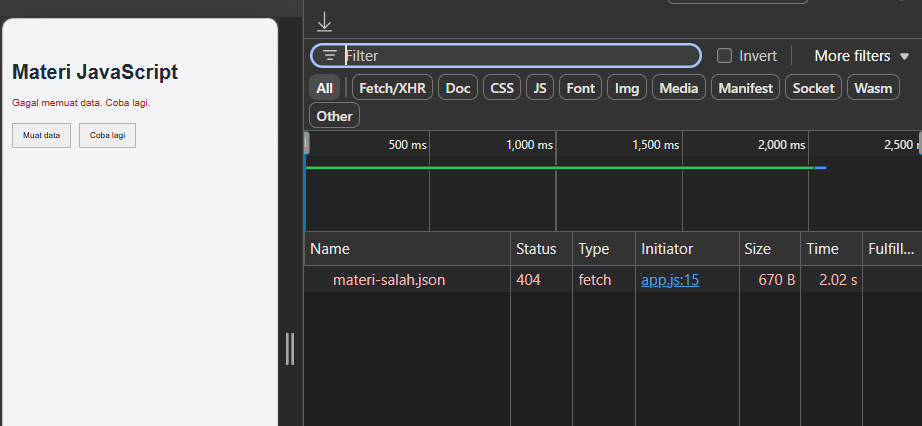 Materi JavaScript
Gagal memuat data. Coba lagi.
Muat data Coba lagi
Filter Invert More filters
All Fetch/XHR Doc CSS JS Font Img Media Manifest Socket Wasm
Other
500 ms 1,000 ms 1,500 ms 2,000 ms 2,500
Name Status Type Initiator Size Time Fulfill...
materi-salah.json 404 fetch app.js:15 670 B 2.02 s